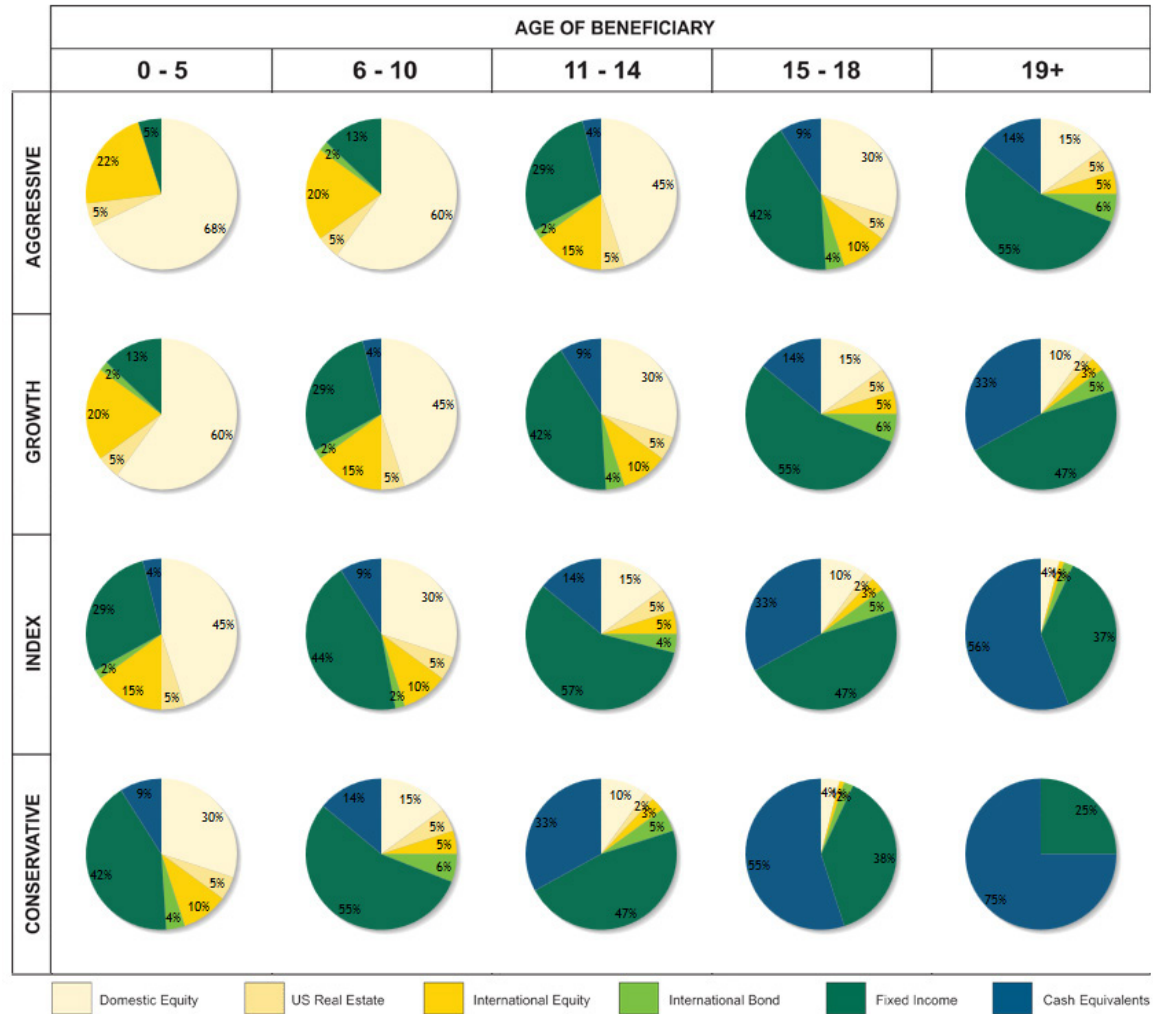 AGE OF BENEFICIARY
0 - 5 6 - 10 11 - 14 15 - 18 19+
AGGRESSIVE
5% 22% 5% 68%
13% 2% 20% 5% 60%
4% 29% 45% 2% 15% 5%
9% 30% 42% 5% 4% 10%
14% 15% 5% 5% 6% 55%
GROWTH
13% 2% 20% 5% 60%
4% 29% 45% 2% 15% 5%
9% 30% 42% 5% 4% 10%
14% 15% 5% 5% 6% 55%
10% 2% 3% 5% 33% 47%
INDEX
4% 29% 45% 2% 15% 5%
9% 30% 44% 5% 2% 10%
14% 15% 5% 5% 4% 57%
10% 2% 3% 5% 33% 47%
4% 2% 37% 56%
CONSERVATIVE
9% 30% 42% 5% 4% 10%
14% 15% 5% 5% 6% 55%
10% 2% 3% 5% 33% 47%
4% 2% 38% 55%
25% 75%
Domestic Equity US Real Estate International Equity International Bond Fixed Income Cash Equivalents